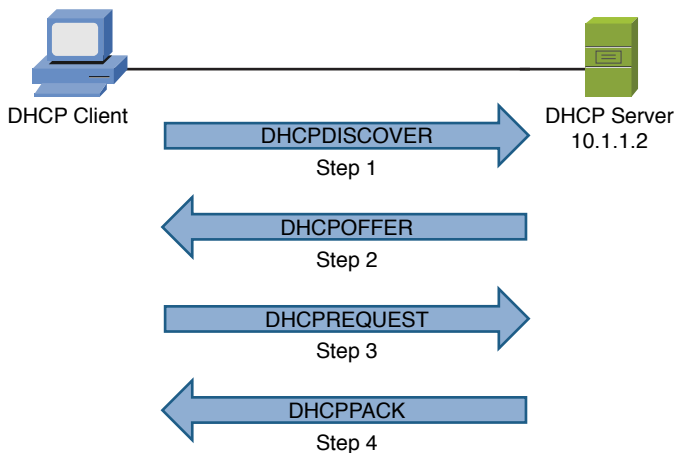 DHCP Client
DHCP Server
10.1.1.2
DHCPDISCOVER
Step 1
DHCPOFFER
Step 2
DHCPREQUEST
Step 3
DHCPPACK
Step 4